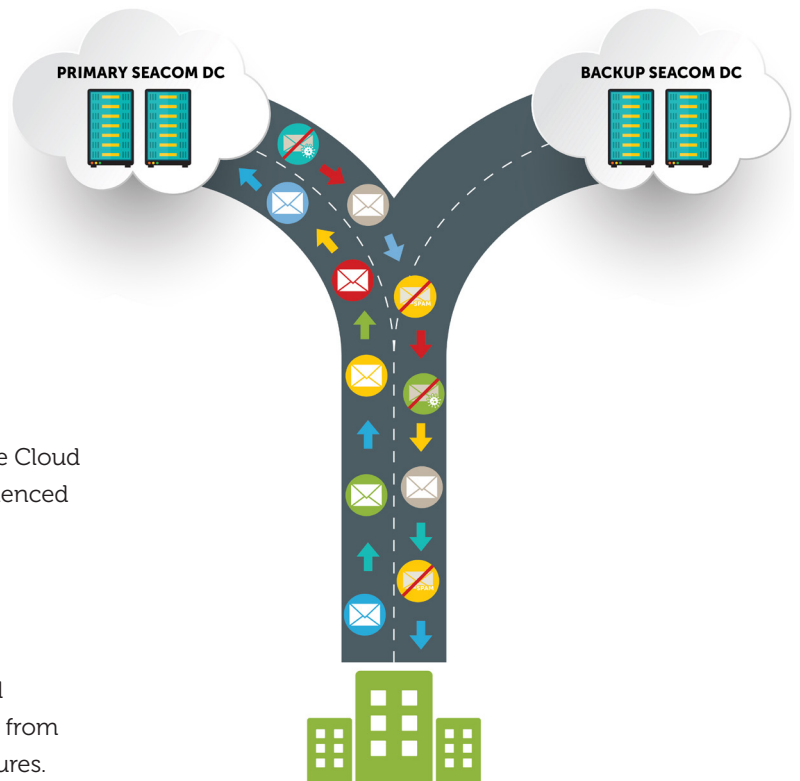 PRIMARY SEACOM DC
BACKUP SEACOM DC
SPAM
SPAM
e Cloud
enced
from
ures.